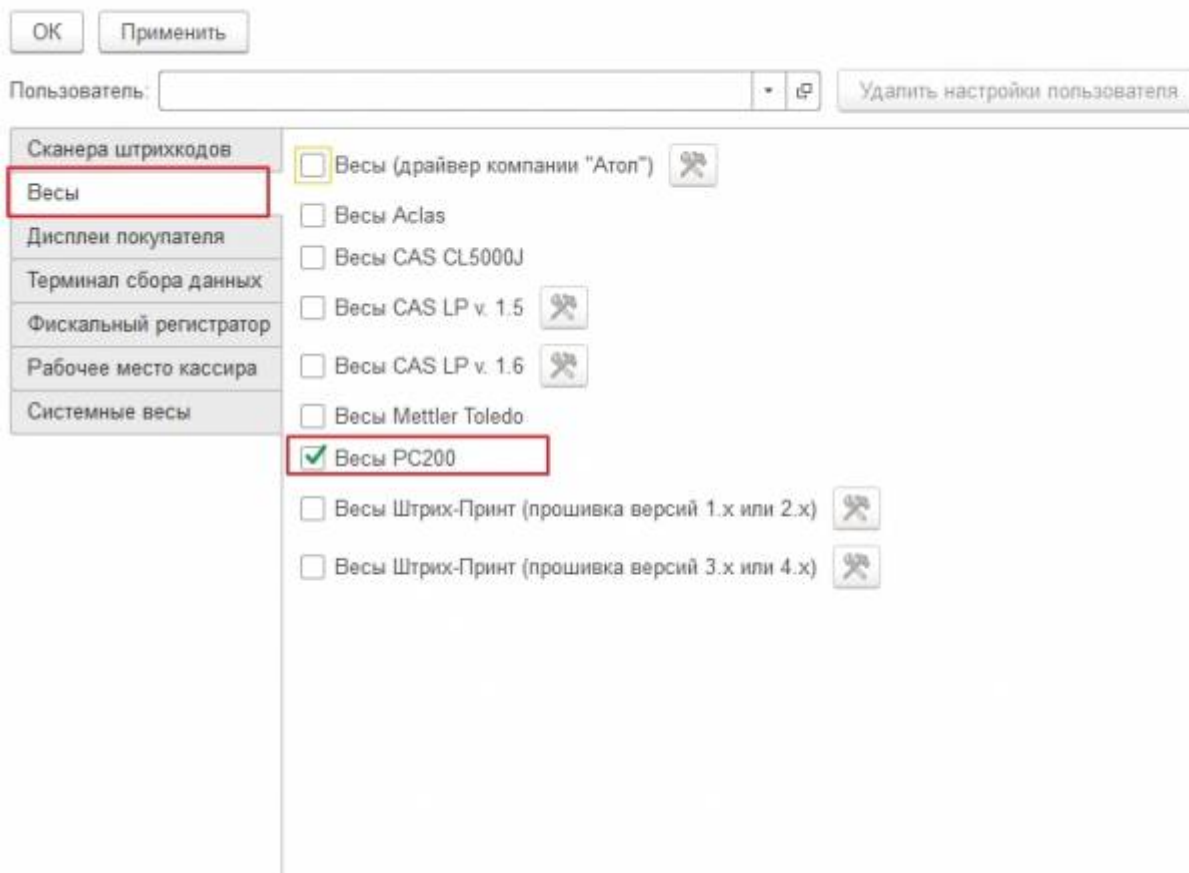 ОК Применить
Пользователь: Удалить настройки пользователя
Сканера штрихкодов
Весы
Дисплеи покупателя
Терминал сбора данных
Фискальный регистратор
Рабочее место кассира
Системные весы
Весы (драйвер компании "Атол")
Весы Aclas
Весы CAS CL5000J
Весы CAS LP v. 1.5
Весы CAS LP v. 1.6
Весы Mettler Toledo
Весы PC200
Весы Штрих-Принт (прошивка версий 1.x или 2.x)
Весы Штрих-Принт (прошивка версий 3.x или 4.x)